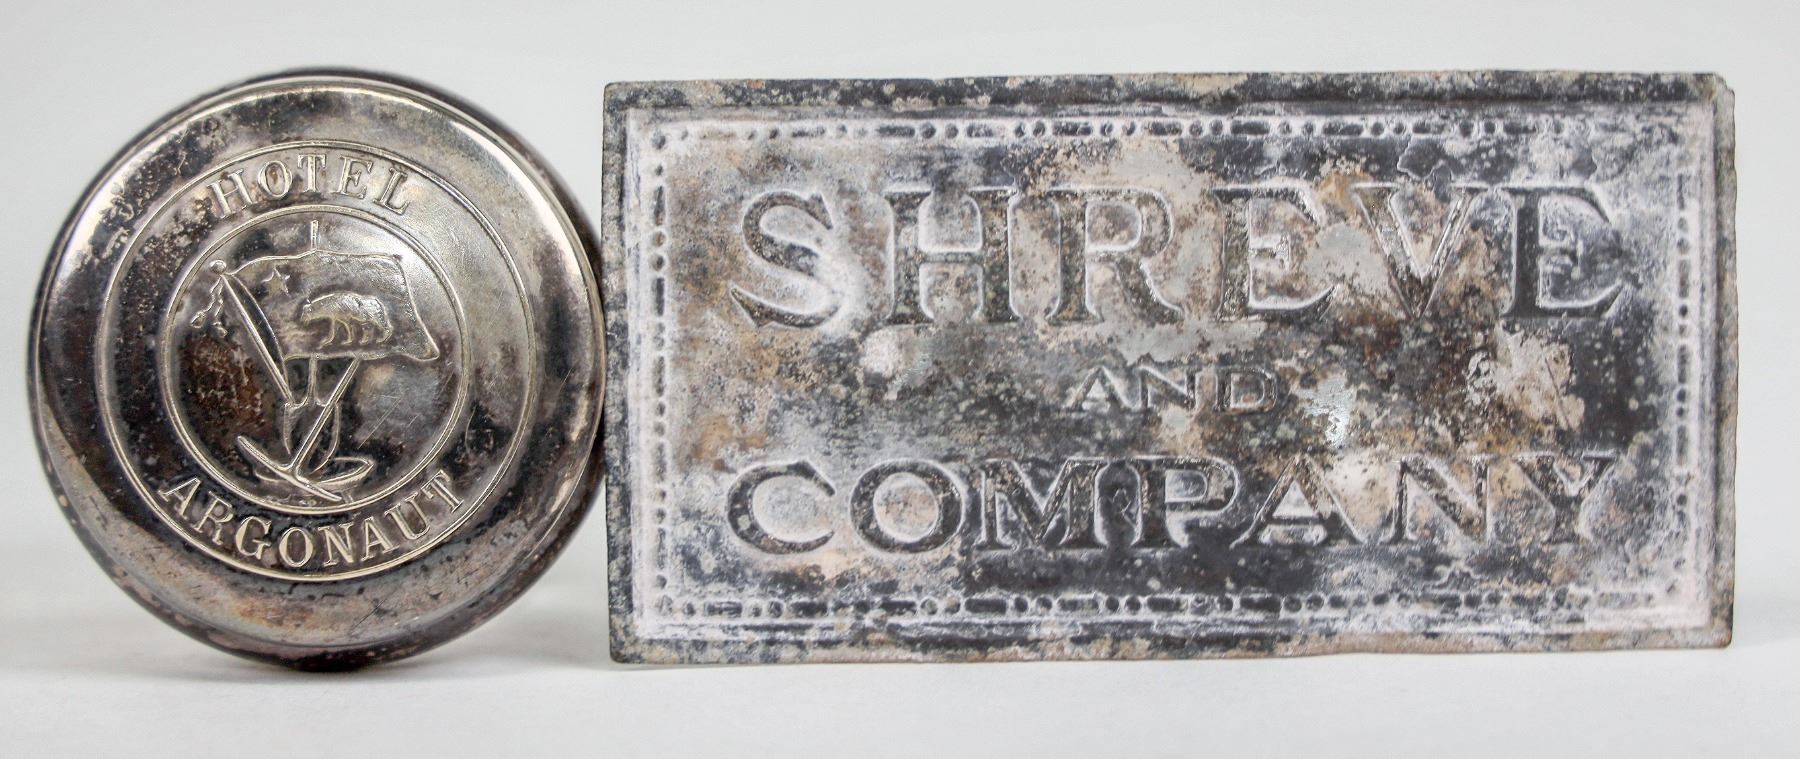 HOTEL
ARGONAUT
SHREVE
AND
COMPANY